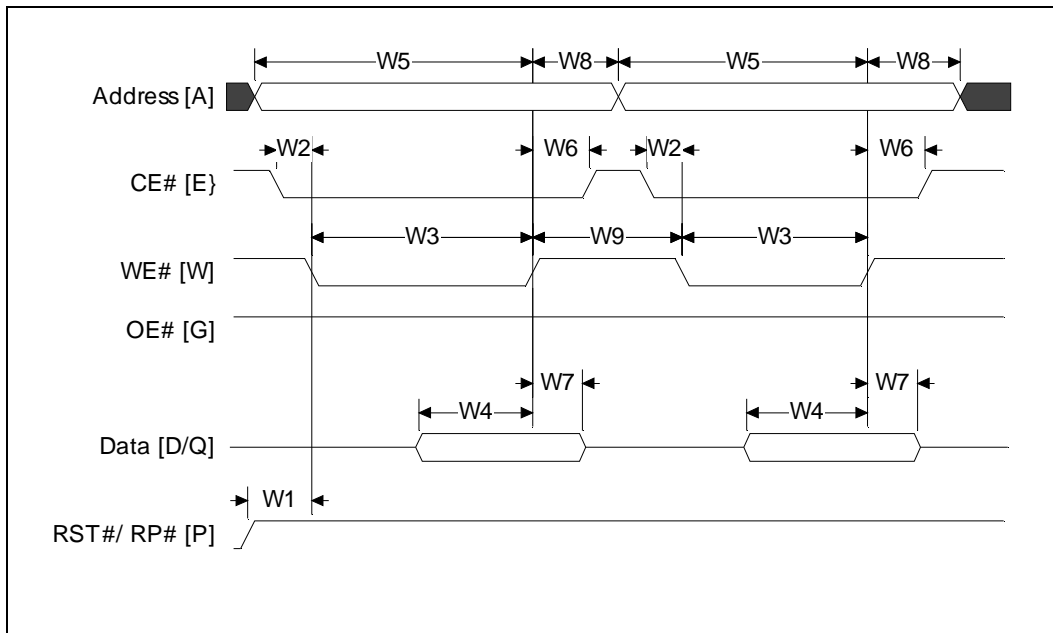 W5 W8 W5 W8
Address [A]
W2 W6 W2 W6
CE# [E}
W3 W9 W3
WE# [W]
OE# [G]
W7 W7
W4 W4
Data [D/Q]
W1
RST#/ RP# [P]